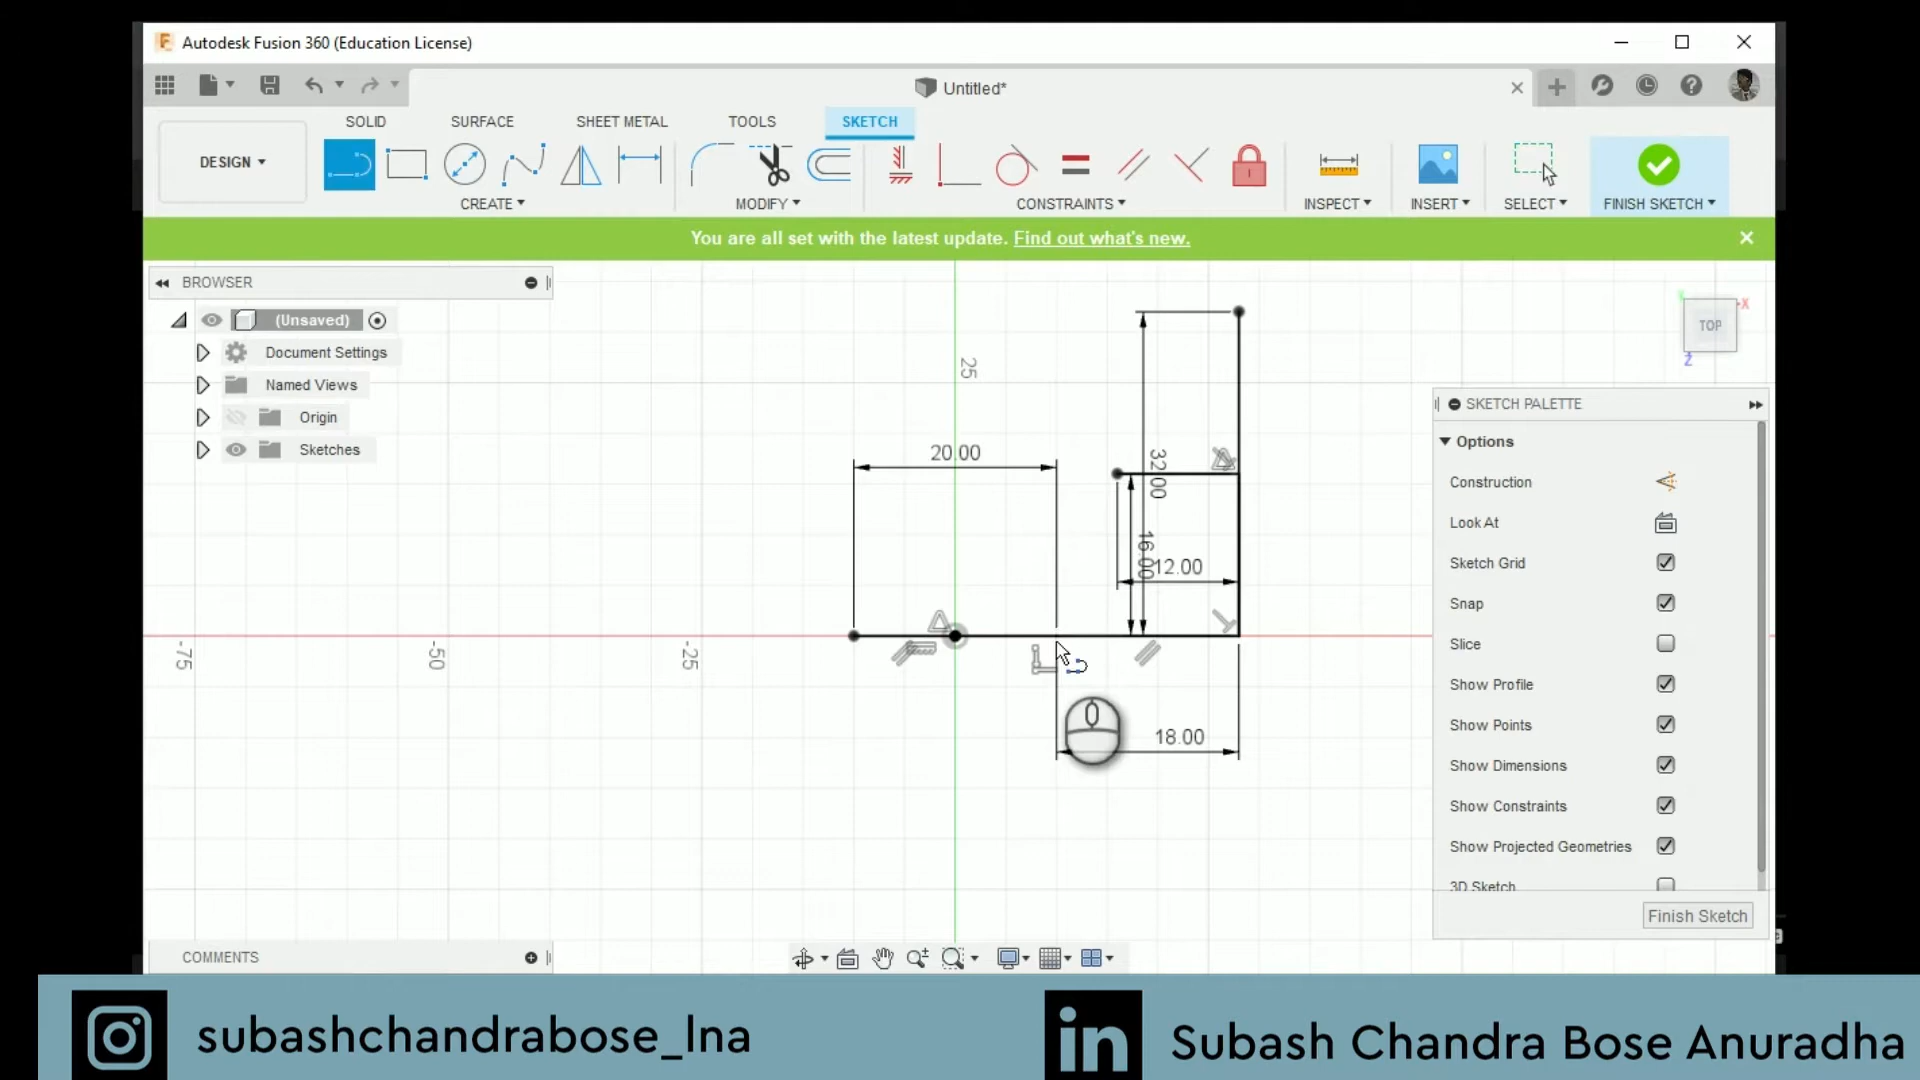 Autodesk Fusion 360 (Education License)
Untitled*
SOLID SURFACE SHEET METAL TOOLS SKETCH
DESIGN
CREATE MODIFY CONSTRAINTS INSPECT INSERT SELECT FINISH SKETCH
You are all set with the latest update. Find out what's new.
BROWSER
(Unsaved)
Document Settings
Named Views
Origin
Sketches
25
20.00
32.00
16.00
12.00
18.00
-75
-50
-25
TOP
X
Y
Z
SKETCH PALETTE
Options
Construction
Look At
Sketch Grid
Snap
Slice
Show Profile
Show Points
Show Dimensions
Show Constraints
Show Projected Geometries
3D Sketch
Finish Sketch
COMMENTS
subashchandrabose_lna
in
Subash Chandra Bose Anuradha